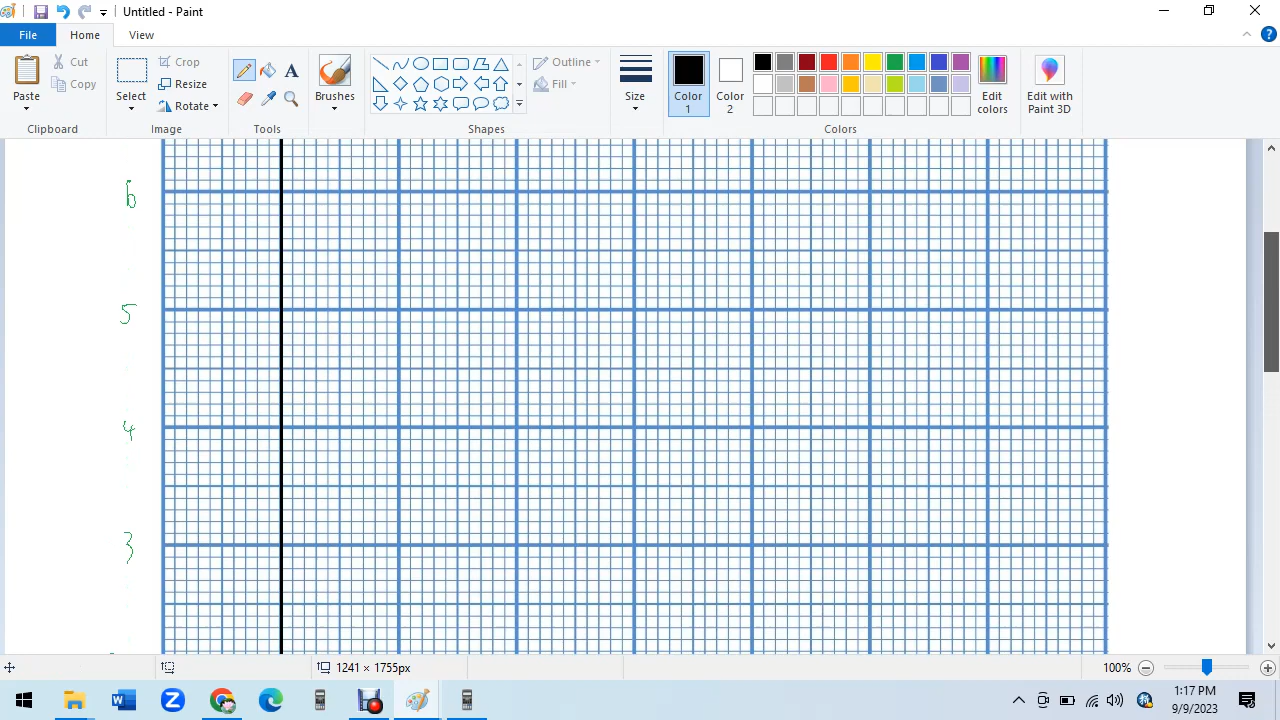 Untitled - Paint
File
Home
View
Paste
Cut
Copy
Clipboard
Select
Crop
Resize
Rotate
Image
A
Tools
Brushes
Shapes
Outline
Fill
Size
Color
1
Color
2
Colors
Edit
colors
Edit with
Paint 3D
6
5
4
3
1241 × 1755px
100%
1:17 PM
9/9/2023